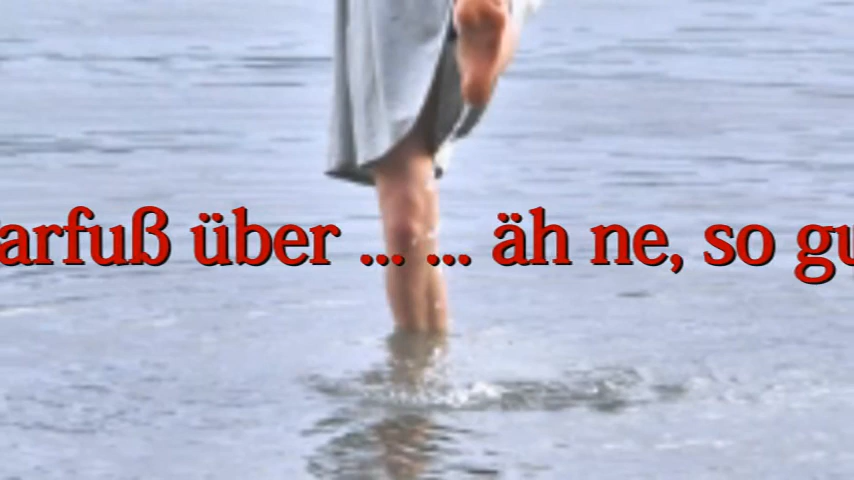 arfuß über ... ... äh ne, so gu